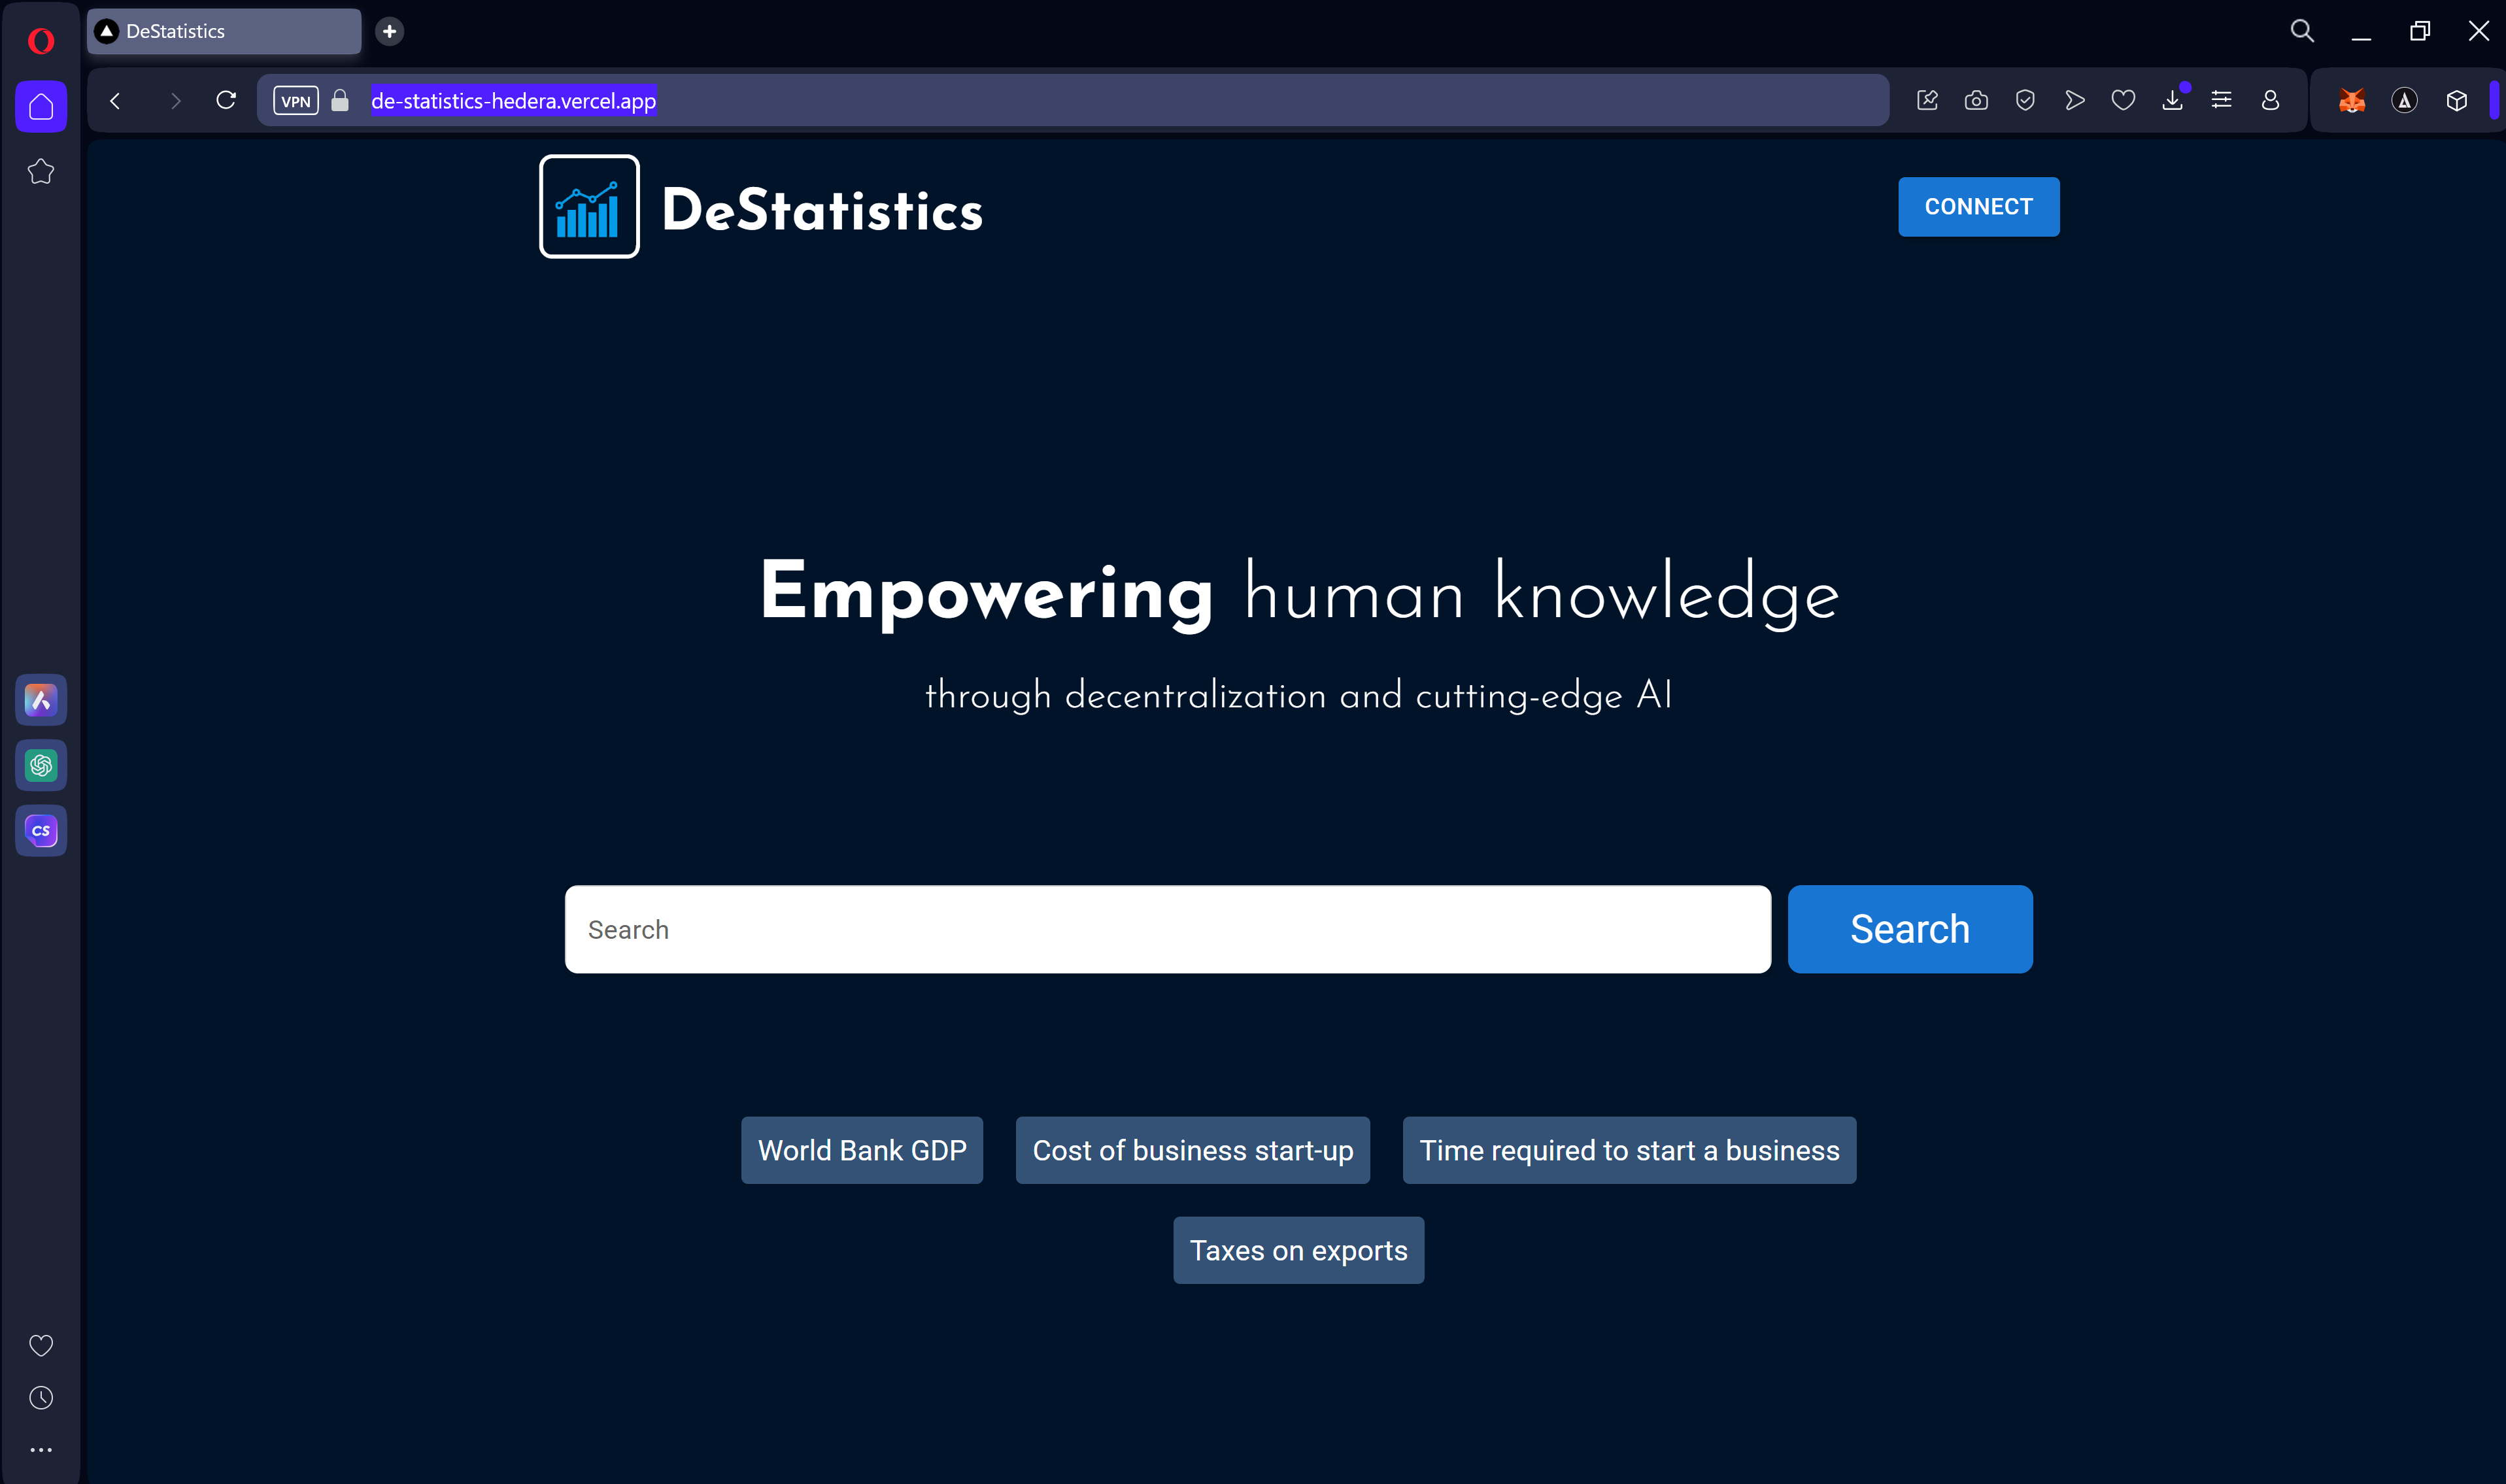 DeStatistics
VPN de-statistics-hedera.vercel.app
DeStatistics
CONNECT
Empowering human knowledge
through decentralization and cutting-edge AI
CS
Search Search
World Bank GDP Cost of business start-up Time required to start a business
Taxes on exports